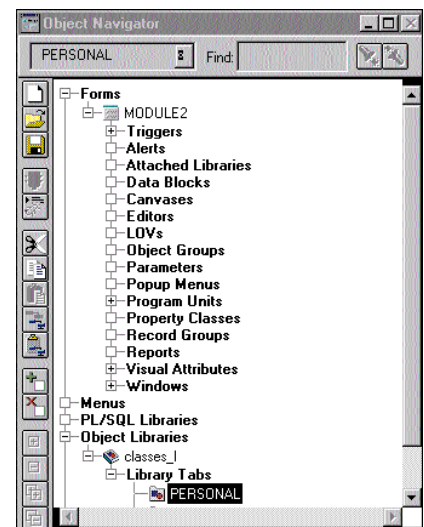 Object Navigator
PERSONAL Find:
Forms
MODULE2
Triggers
Alerts
Attached Libraries
Data Blocks
Canvases
Editors
LOVs
Object Groups
Parameters
Popup Menus
Program Units
Property Classes
Record Groups
Reports
Visual Attributes
Windows
Menus
PL/SQL Libraries
Object Libraries
classes_l
Library Tabs
PERSONAL